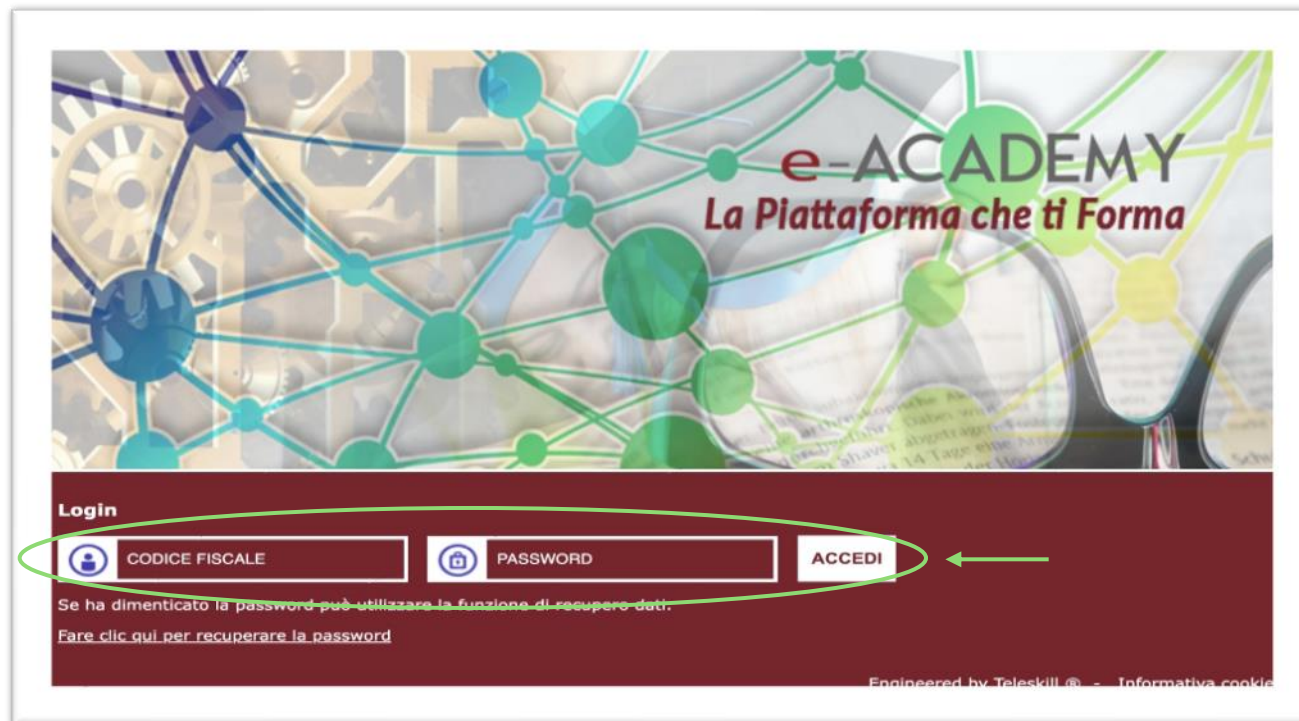 e-ACADEMY
La Piattaforma che ti Forma
Login
CODICE FISCALE PASSWORD ACCEDI
Se ha dimenticato la password può utilizzare la funzione di recupero dati.
Fare clic qui per recuperare la password
Engineered by Teleskill ® - Informativa cookie